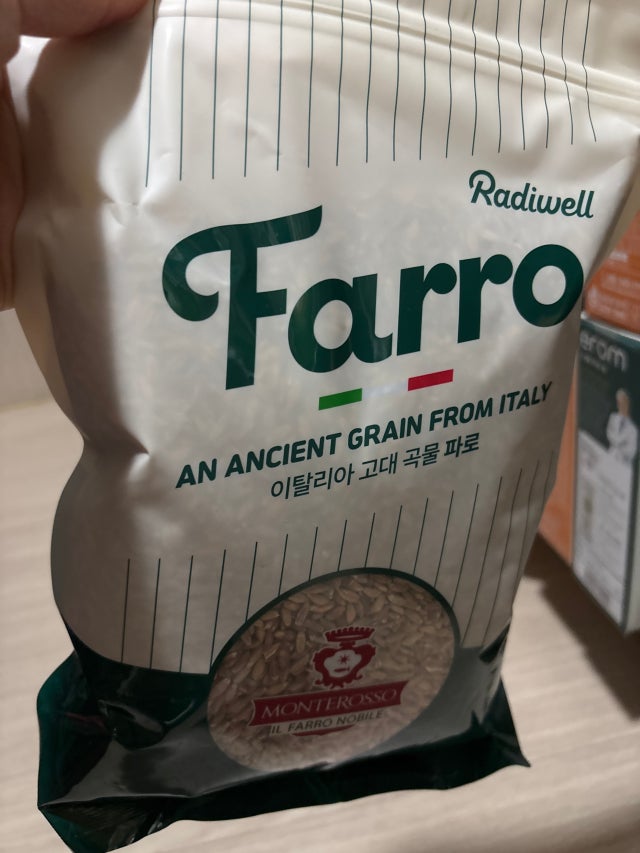 Radiwell
Farro
AN ANCIENT GRAIN FROM ITALY
이탈리아 고대 곡물 파로
MONTEROSSO
IL FARRO NOBILE